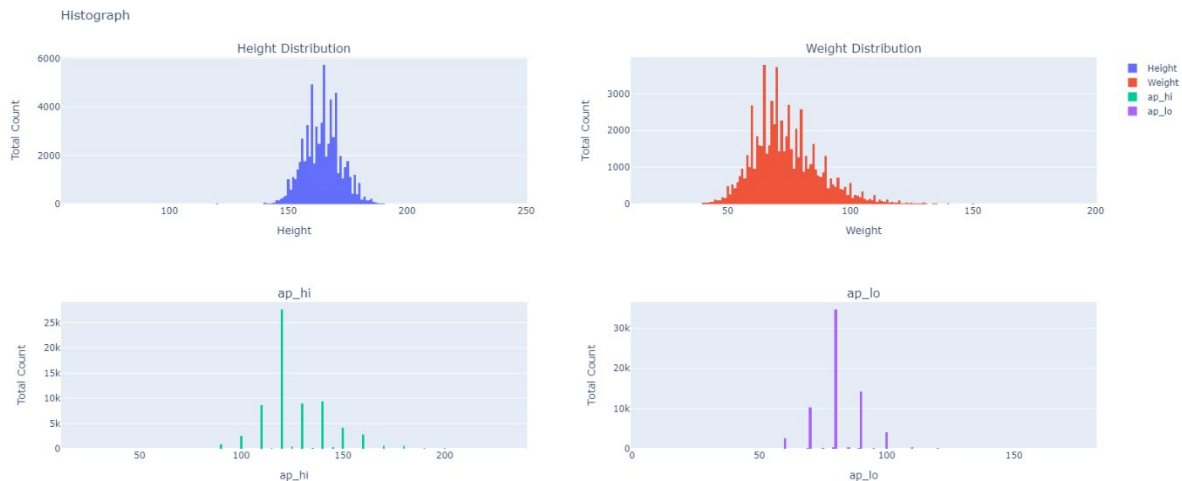 Histograph
Height Distribution
6000
4000
2000
0
Total Count
100
150
200
250
Height
Weight Distribution
3000
2000
1000
0
Total Count
50
100
150
200
Weight
Height
Weight
ap_hi
ap_lo
ap_hi
25k
20k
15k
10k
5k
0
Total Count
50
100
150
200
ap_hi
ap_lo
30k
20k
10k
0
Total Count
0
50
100
150
ap_lo